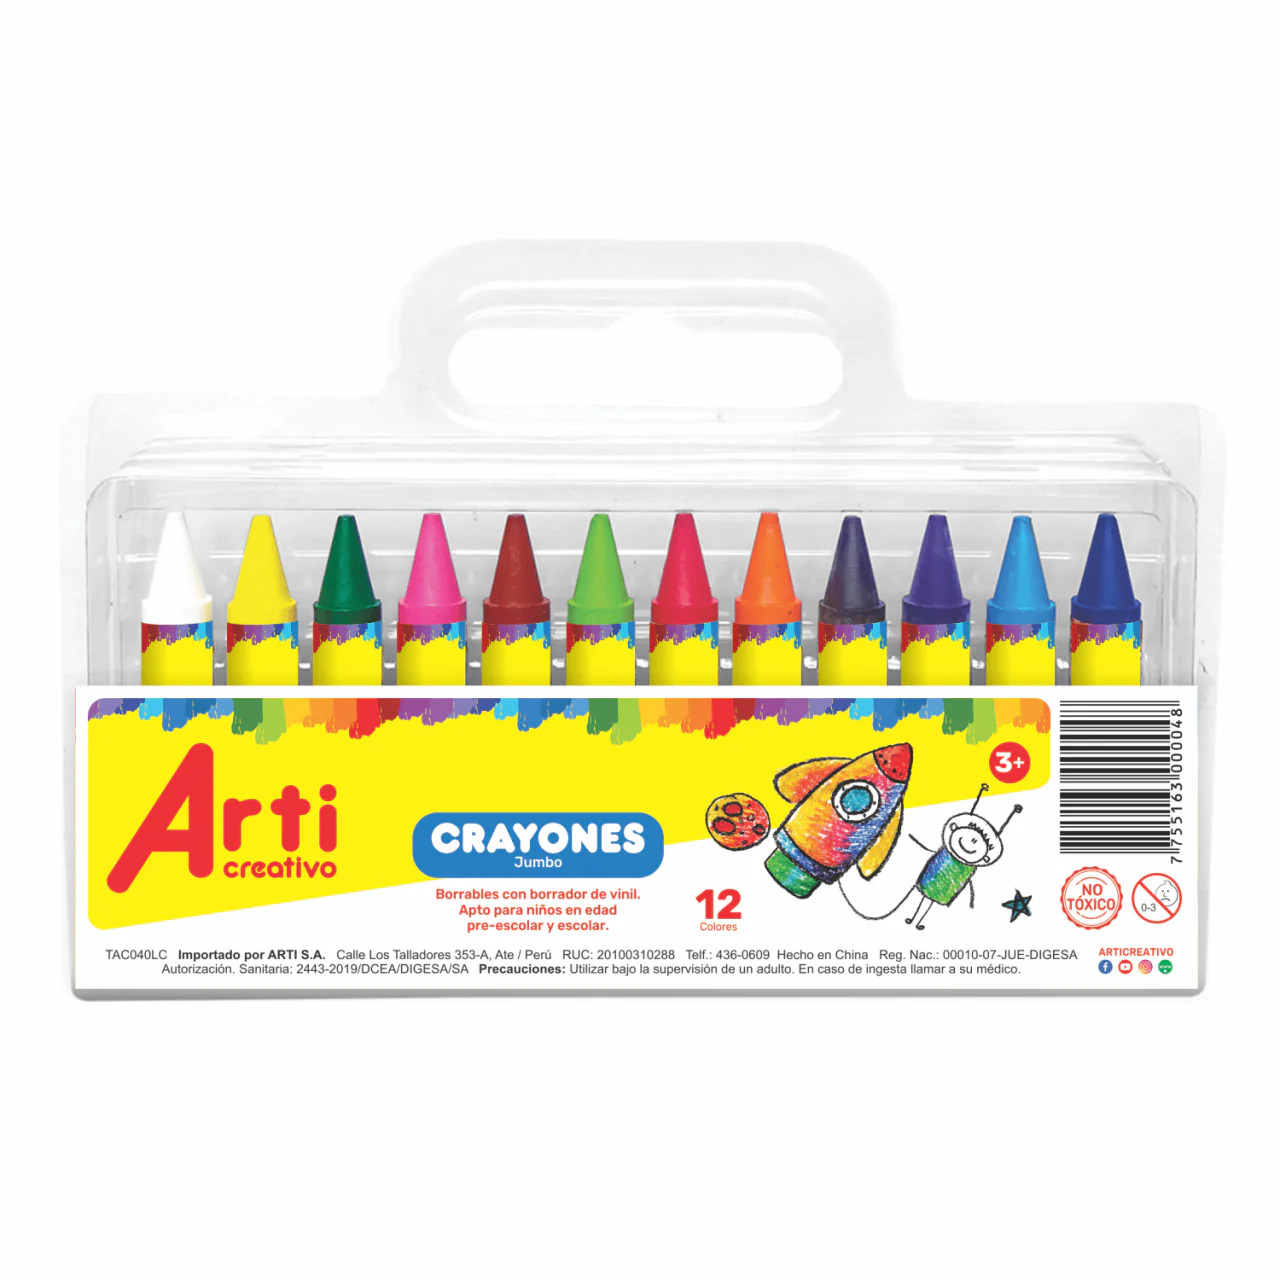 Arti
creativo
CRAYONES
Jumbo
Borrables con borrador de vinil.
Apto para niños en edad
pre-escolar y escolar.
12
Colores
3+
7 755163 000048
NO
TÓXICO
0-3
TAC040LC Importado por ARTI S.A. Calle Los Talladores 353-A, Ate / Perú RUC: 20100310288 Telf.: 436-0609 Hecho en China Reg. Nac.: 00010-07-JUE-DIGESA
Autorización. Sanitaria: 2443-2019/DCEA/DIGESA/SA Precauciones: Utilizar bajo la supervisión de un adulto. En caso de ingesta llamar a su médico.
ARTICREATIVO